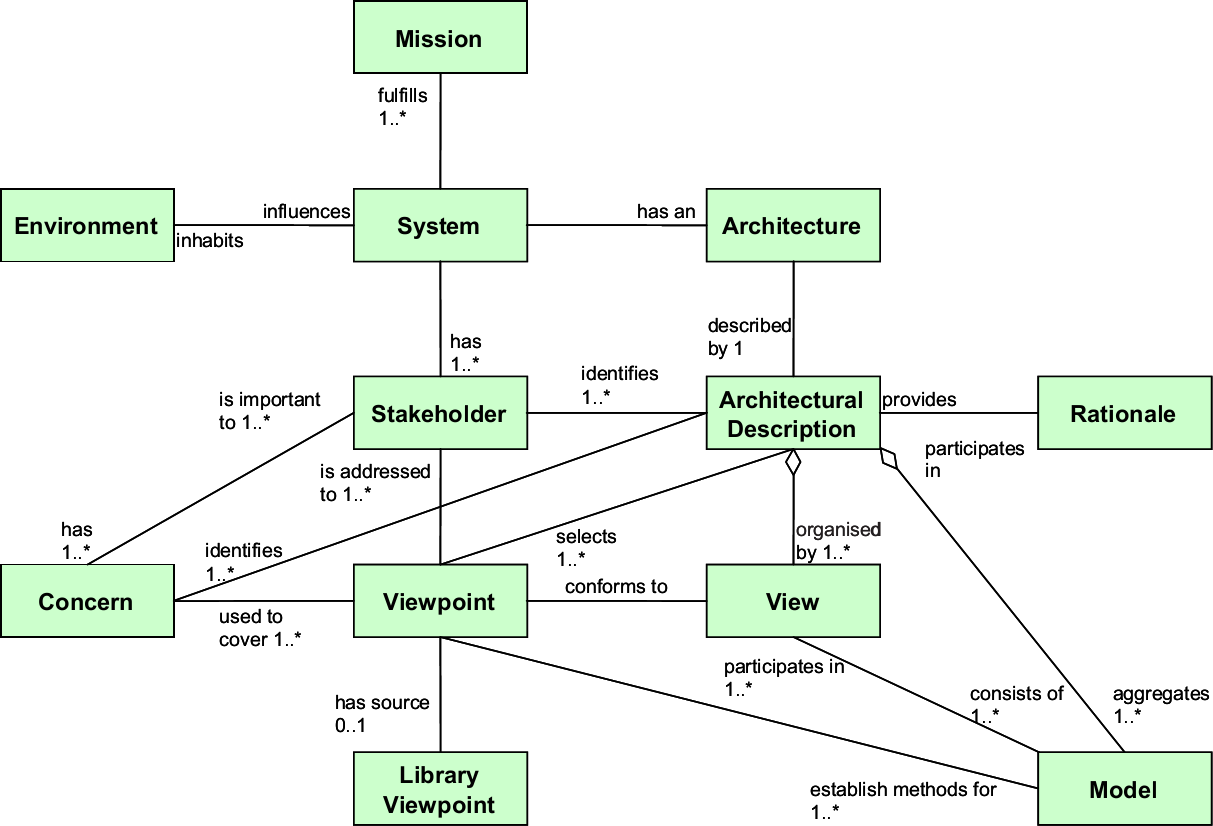 Mission
fulfills
1..*
Environment
influences
inhabits
System
has an
Architecture
has
1..*
described
by 1
is important
to 1..*
Stakeholder
identifies
1..*
Architectural
Description
provides
Rationale
participates
in
is addressed
to 1..*
has
1..*
identifies
1..*
selects
1..*
organised
by 1..*
Concern
used to
cover 1..*
Viewpoint
conforms to
View
participates in
1..*
consists of
1..*
aggregates
1..*
has source
0..1
Library
Viewpoint
establish methods for
1..*
Model